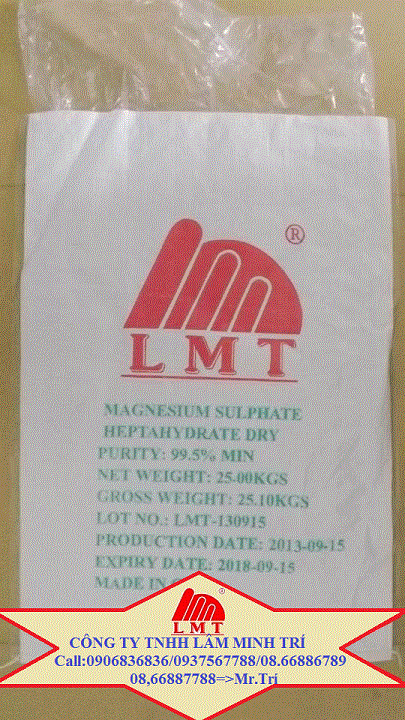 ®
LMT
MAGNESIUM SULPHATE
HEPTAHYDRATE DRY
PURITY: 99.5% MIN
NET WEIGHT: 25.00KGS
GROSS WEIGHT: 25.10KGS
LOT NO.: LMT-130915
PRODUCTION DATE: 2013-09-15
EXPIRY DATE: 2018-09-15
MADE IN
®
LMT
CÔNG TY TNHH LÂM MINH TRÍ
Call:0906836836/0937567788/08.66886789
08,66887788=>Mr.Trí